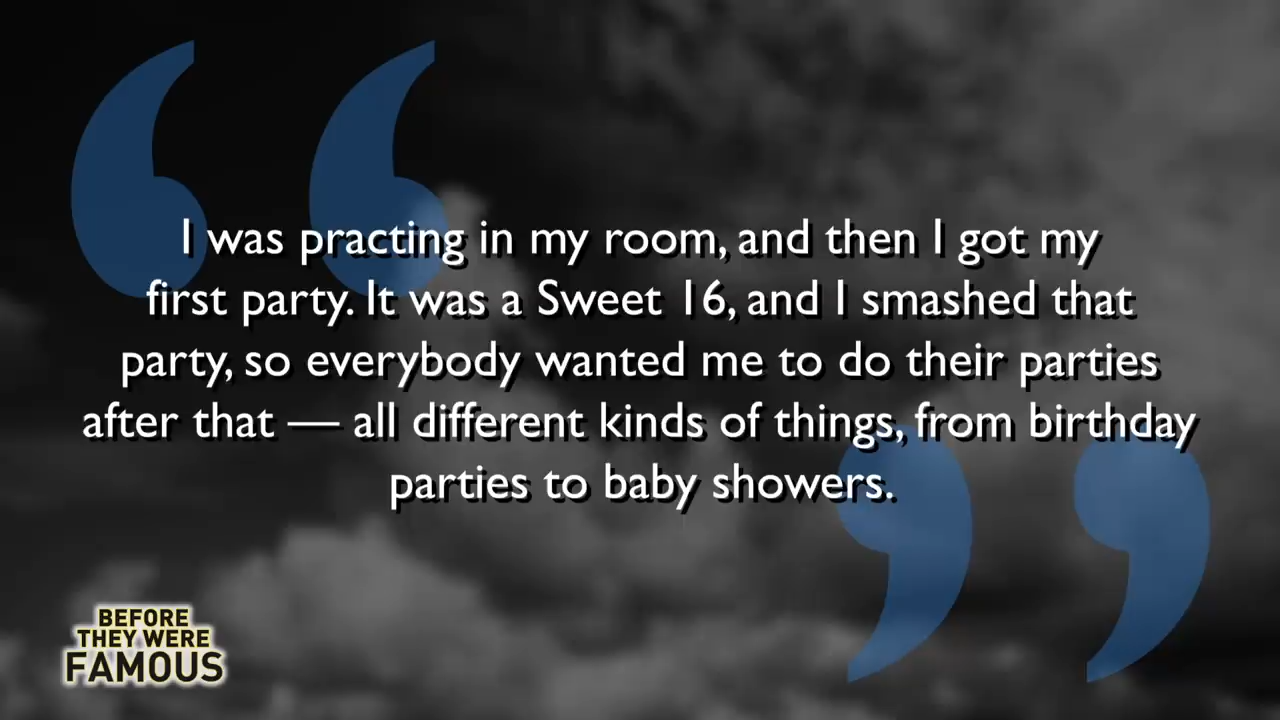 I was practing in my room, and then I got my
first party. It was a Sweet 16, and I smashed that
party, so everybody wanted me to do their parties
after that — all different kinds of things, from birthday
parties to baby showers.
BEFORE
THEY WERE
FAMOUS